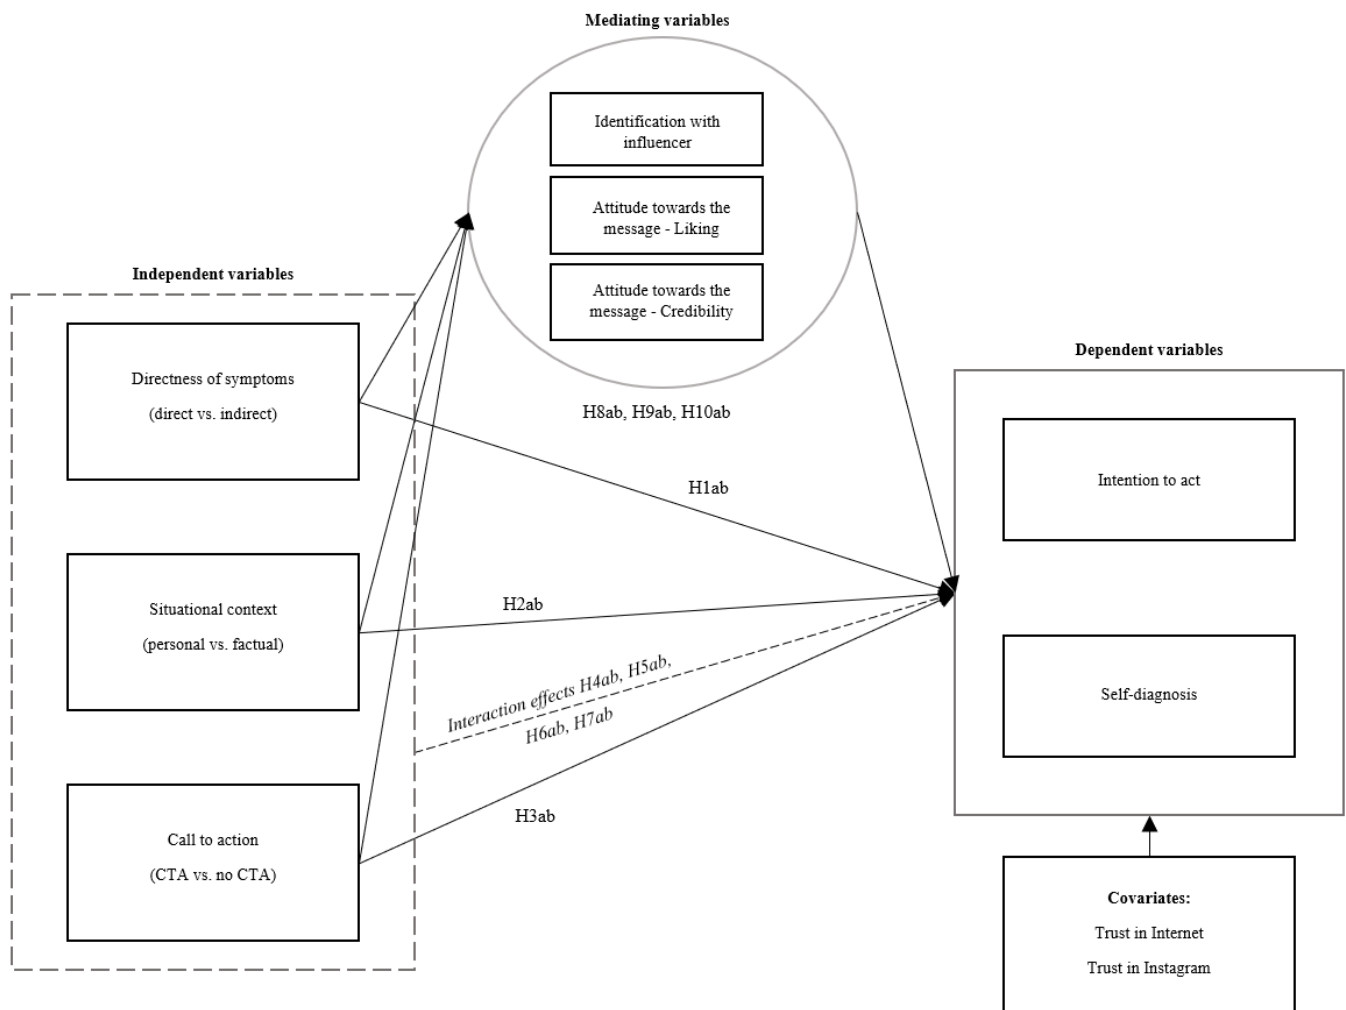 Mediating variables
Identification with
influencer
Attitude towards the
message - Liking
Attitude towards the
message - Credibility
H8ab, H9ab, H10ab
Independent variables
Directness of symptoms
(direct vs. indirect)
Situational context
(personal vs. factual)
Call to action
(CTA vs. no CTA)
H1ab
H2ab
Interaction effects H4ab, H5ab,
H6ab, H7ab
H3ab
Dependent variables
Intention to act
Self-diagnosis
Covariates:
Trust in Internet
Trust in Instagram